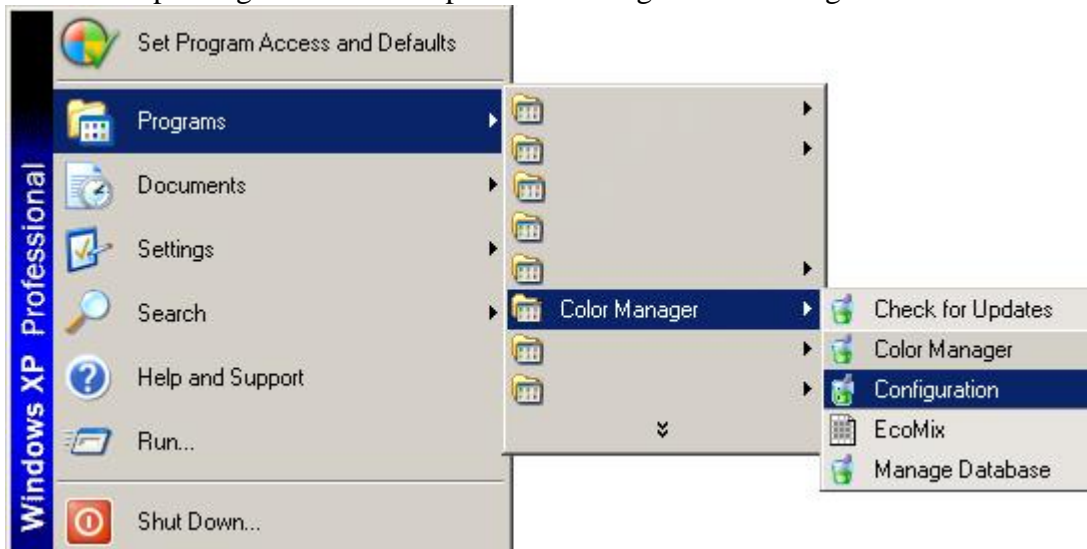 Set Program Access and Defaults
Programs
Documents
Settings
Search
Help and Support
Run...
Shut Down...
Windows XP Professional
Color Manager
Check for Updates
Color Manager
Configuration
EcoMix
Manage Database